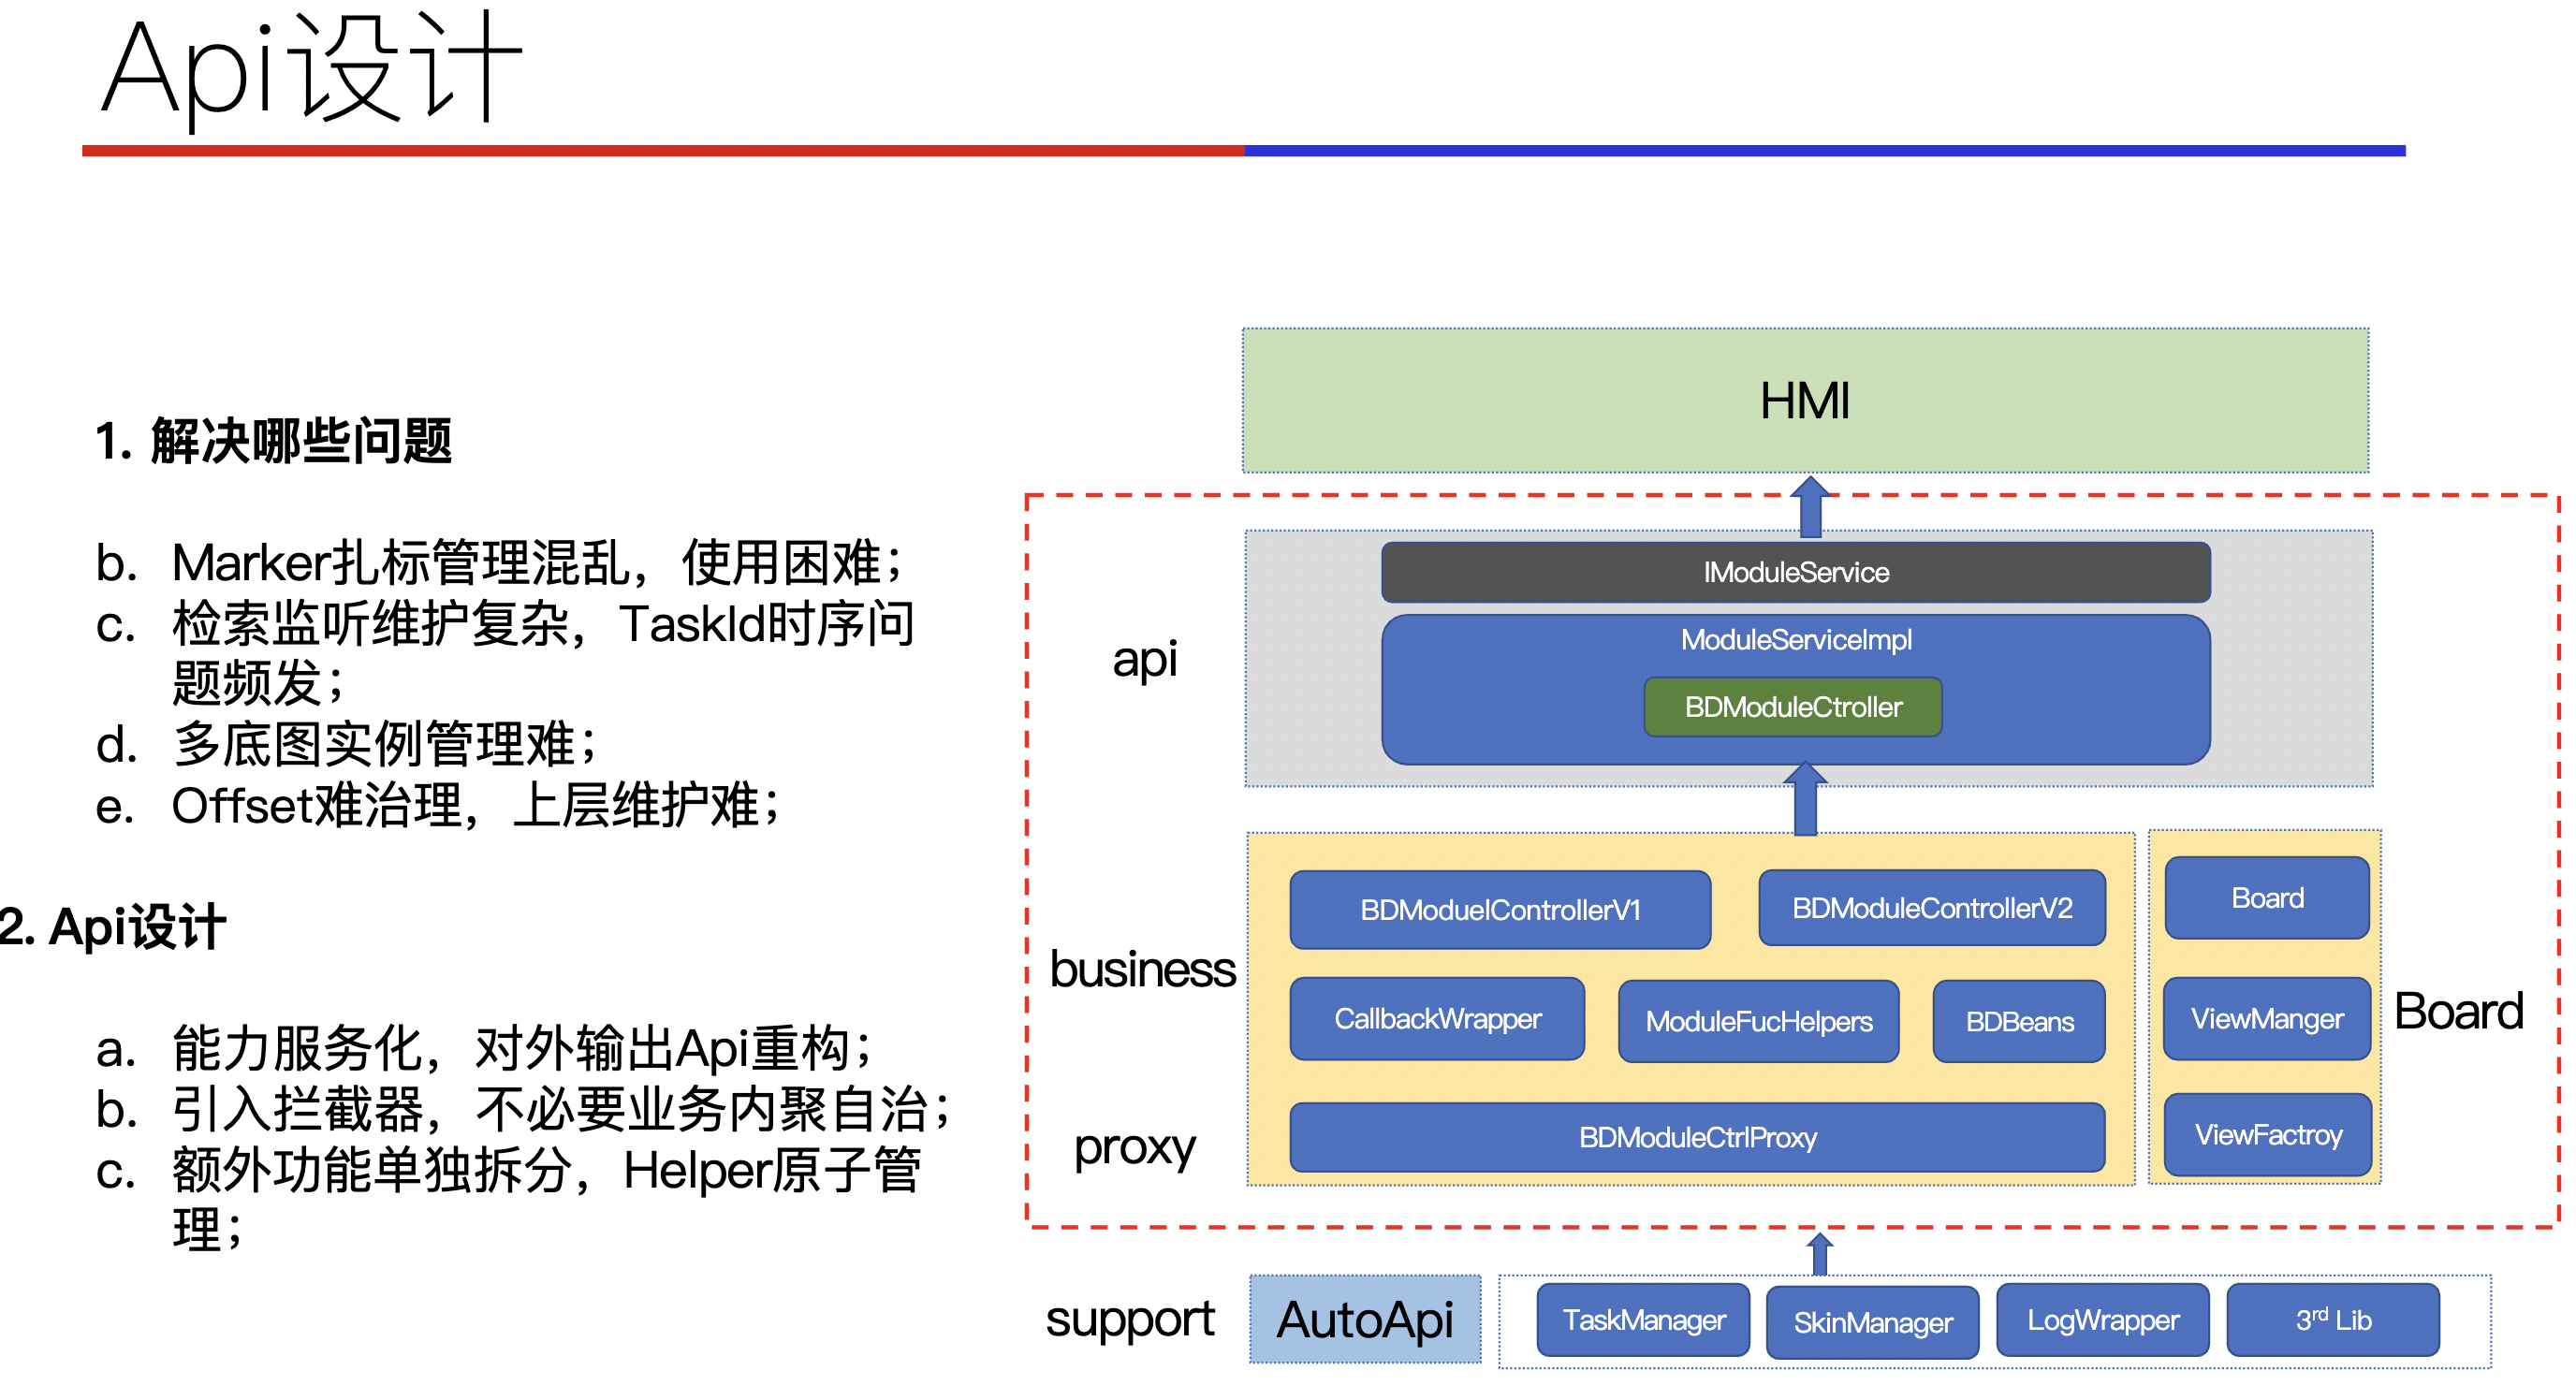 Api设计
1. 解决哪些问题
b. Marker扎标管理混乱，使用困难；
c. 检索监听维护复杂，TaskId时序问
题频发；
d. 多底图实例管理难；
e. Offset难治理，上层维护难；
2. Api设计
a. 能力服务化，对外输出Api重构；
b. 引入拦截器，不必要业务内聚自治；
c. 额外功能单独拆分，Helper原子管
理；
HMI
api
IModuleService
ModuleServiceImpl
BDModuleCtroller
business
BDModuelControllerV1
BDModuleControllerV2
CallbackWrapper
ModuleFucHelpers
BDBeans
proxy
BDModuleCtrlProxy
Board
ViewManger
ViewFactroy
Board
support
AutoApi
TaskManager
SkinManager
LogWrapper
3rd Lib